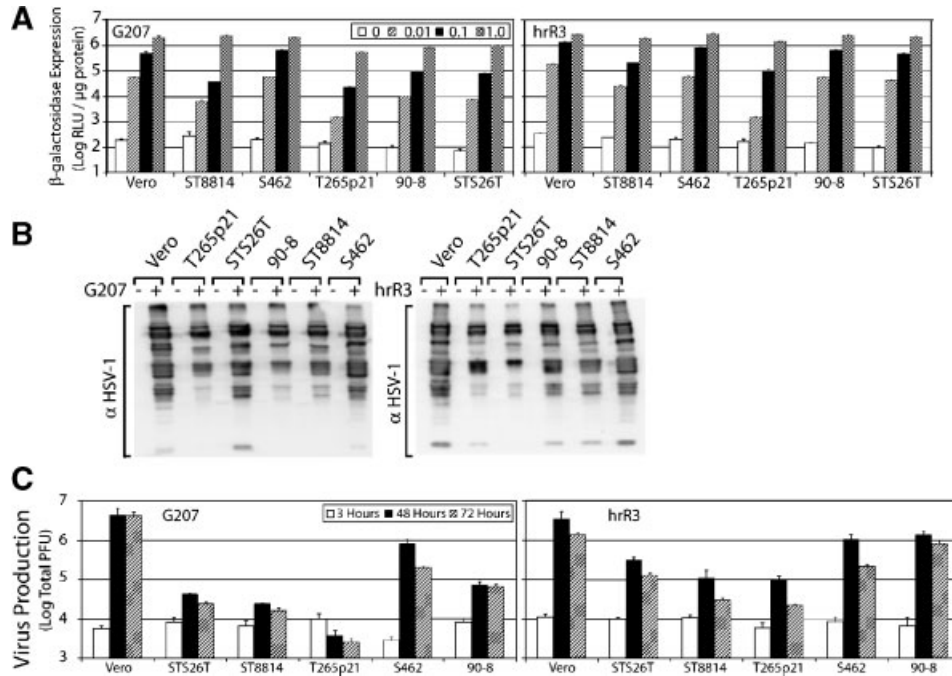 A
G207
0 0.01 0.1 1.0
hrR3
β-galactosidase Expression
(Log RLU / μg protein)
7
6
5
4
3
2
1
Vero ST8814 S462 T265p21 90-8 STS26T
Vero ST8814 S462 T265p21 90-8 STS26T
B
Vero T265p21 STS26T 90-8 ST8814 S462
Vero T265p21 STS26T 90-8 ST8814 S462
G207 - + - + - + - + - + - +
hrR3 - + - + - + - + - + - +
α HSV-1
α HSV-1
C
G207
3 Hours 48 Hours 72 Hours
hrR3
Virus Production
(Log Total PFU)
7
6
5
4
3
Vero STS26T ST8814 T265p21 S462 90-8
Vero STS26T ST8814 T265p21 S462 90-8